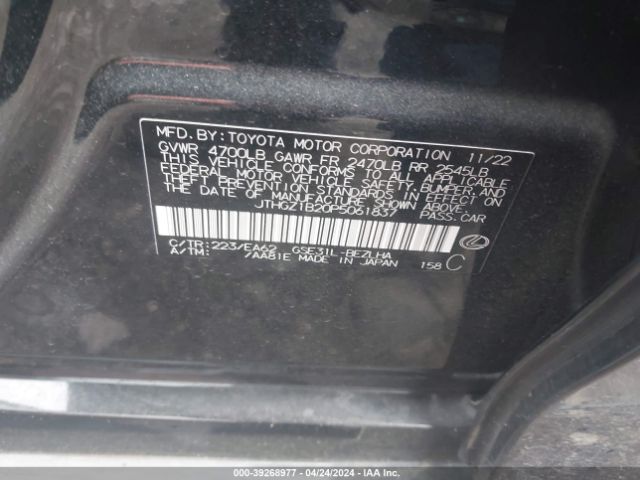 MFD. BY: TOYOTA MOTOR CORPORATION 11/22
GVWR 4700LB GAWR FR 2470LB RR 2545LB
THIS VEHICLE CONFORMS TO ALL APPLICABLE
FEDERAL MOTOR VEHICLE SAFETY, BUMPER, AND
THEFT PREVENTION STANDARDS IN EFFECT ON
THE DATE OF MANUFACTURE SHOWN ABOVE.
JTHGZ1B20P5061837 PASS. CAR
C/TR: 223/EA62 GSE31L-BEZLHA
A/TM: /AA81E MADE IN JAPAN 158 C
000-39268977 - 04/24/2024 - IAA Inc.